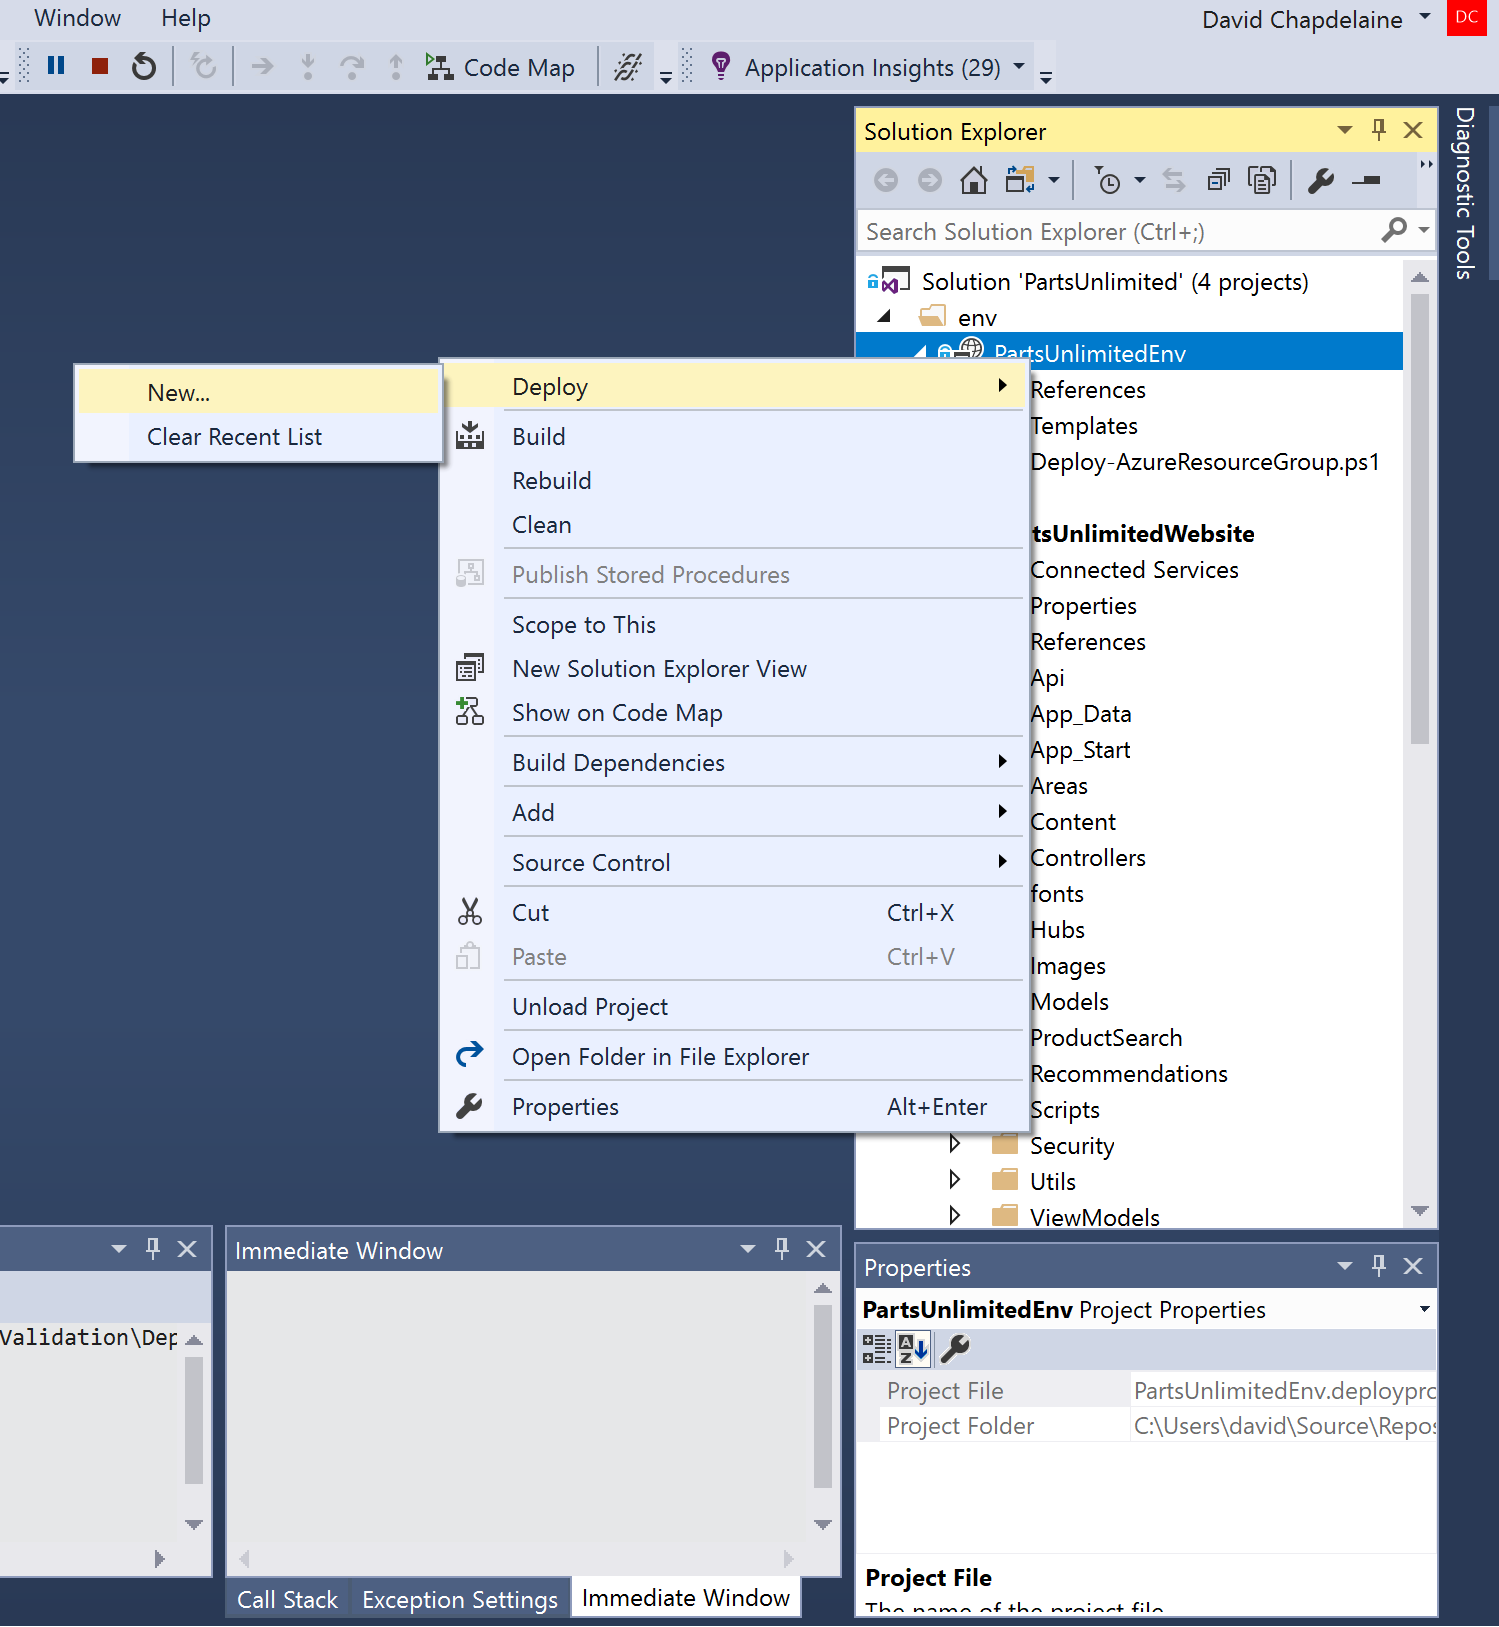 Window Help
David Chapdelaine DC
Code Map
Application Insights (29)
Diagnostic Tools
Solution Explorer
Search Solution Explorer (Ctrl+;)
Solution 'PartsUnlimited' (4 projects)
env
PartsUnlimitedEnv
References
Templates
Deploy-AzureResourceGroup.ps1
tsUnlimitedWebsite
Connected Services
Properties
References
Api
App_Data
App_Start
Areas
Content
Controllers
fonts
Hubs
Images
Models
ProductSearch
Recommendations
Scripts
Security
Utils
ViewModels
New...
Clear Recent List
Deploy
Build
Rebuild
Clean
Publish Stored Procedures
Scope to This
New Solution Explorer View
Show on Code Map
Build Dependencies
Add
Source Control
Cut Ctrl+X
Paste Ctrl+V
Unload Project
Open Folder in File Explorer
Properties Alt+Enter
Validation\Dep
Immediate Window
Call Stack Exception Settings Immediate Window
Properties
PartsUnlimitedEnv Project Properties
Project File PartsUnlimitedEnv.deploypro
Project Folder C:\Users\david\Source\Repos
Project File
The name of the project file